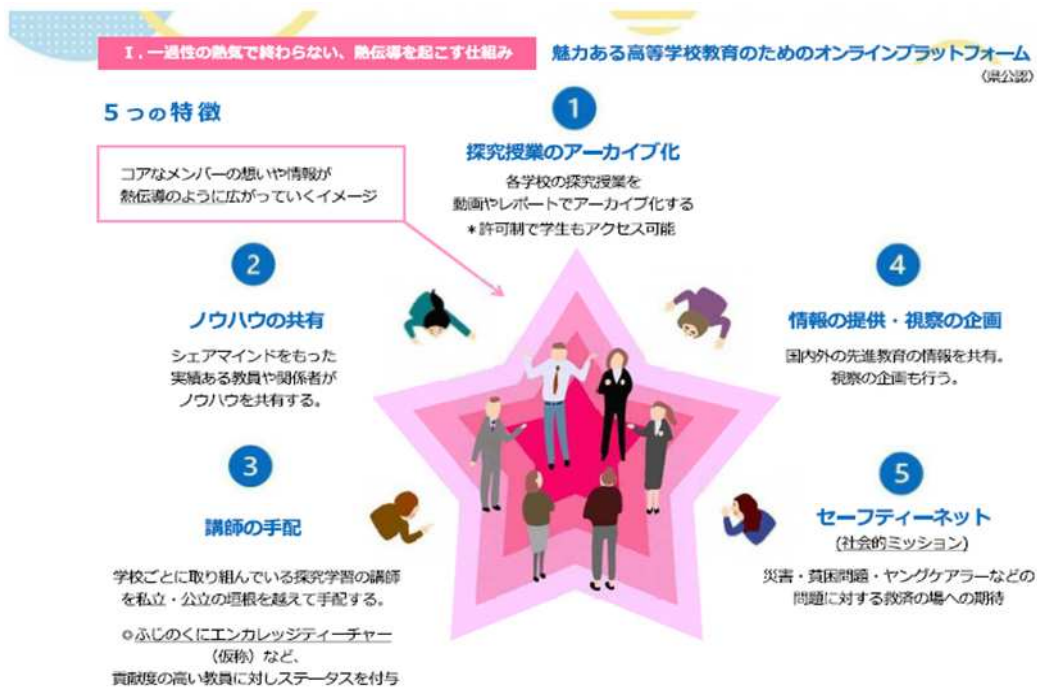 Ⅰ．一過性の熱気で終わらない、熱伝導を起こす仕組み
魅力ある高等学校教育のためのオンラインプラットフォーム
（県公認）
５つの特徴
コアなメンバーの想いや情報が
熱伝導のように広がっていくイメージ
1
探究授業のアーカイブ化
各学校の探究授業を
動画やレポートでアーカイブ化する
＊許可制で学生もアクセス可能
2
ノウハウの共有
シェアマインドをもった
実績ある教員や関係者が
ノウハウを共有する。
3
講師の手配
学校ごとに取り組んでいる探究学習の講師
を私立・公立の垣根を越えて手配する。
○ふじのくにエンカレッジティーチャー
（仮称）など、
貢献度の高い教員に対しステータスを付与
4
情報の提供・視察の企画
国内外の先進教育の情報を共有。
視察の企画も行う。
5
セーフティーネット
(社会的ミッション)
災害・貧困問題・ヤングケアラーなどの
問題に対する救済の場への期待